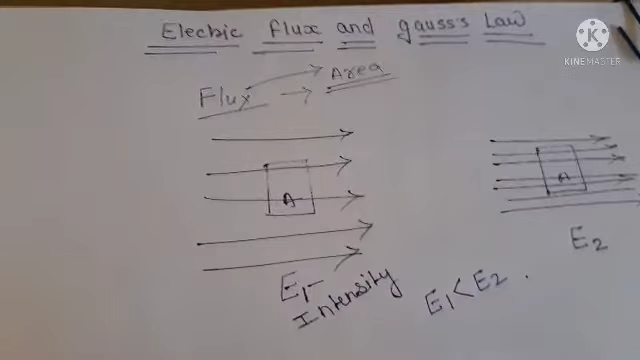 Electric Flux and gauss's Law
Flux → Area
A
A
E1
Intensity
E2
E1 < E2 .
KINEMASTER